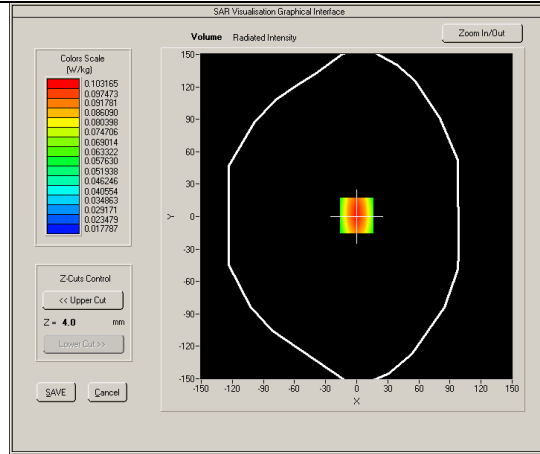 SAR Visualisation Graphical Interface
Volume Radiated Intensity
Zoom In/Out
Colors Scale
(W/kg)
0.103165
0.097473
0.091781
0.086090
0.080398
0.074706
0.069014
0.063322
0.057630
0.051938
0.046246
0.040554
0.034863
0.029171
0.023479
0.017787
Z-Cuts Control
<< Upper Cut
Z = 4.0 mm
Lower Cut >>
SAVE Cancel
150-
120-
90-
60-
30-
Y 0-
-30-
-60-
-90-
-120-
-150-
-150 -120 -90 -60 -30 0 30 60 90 120 150
X